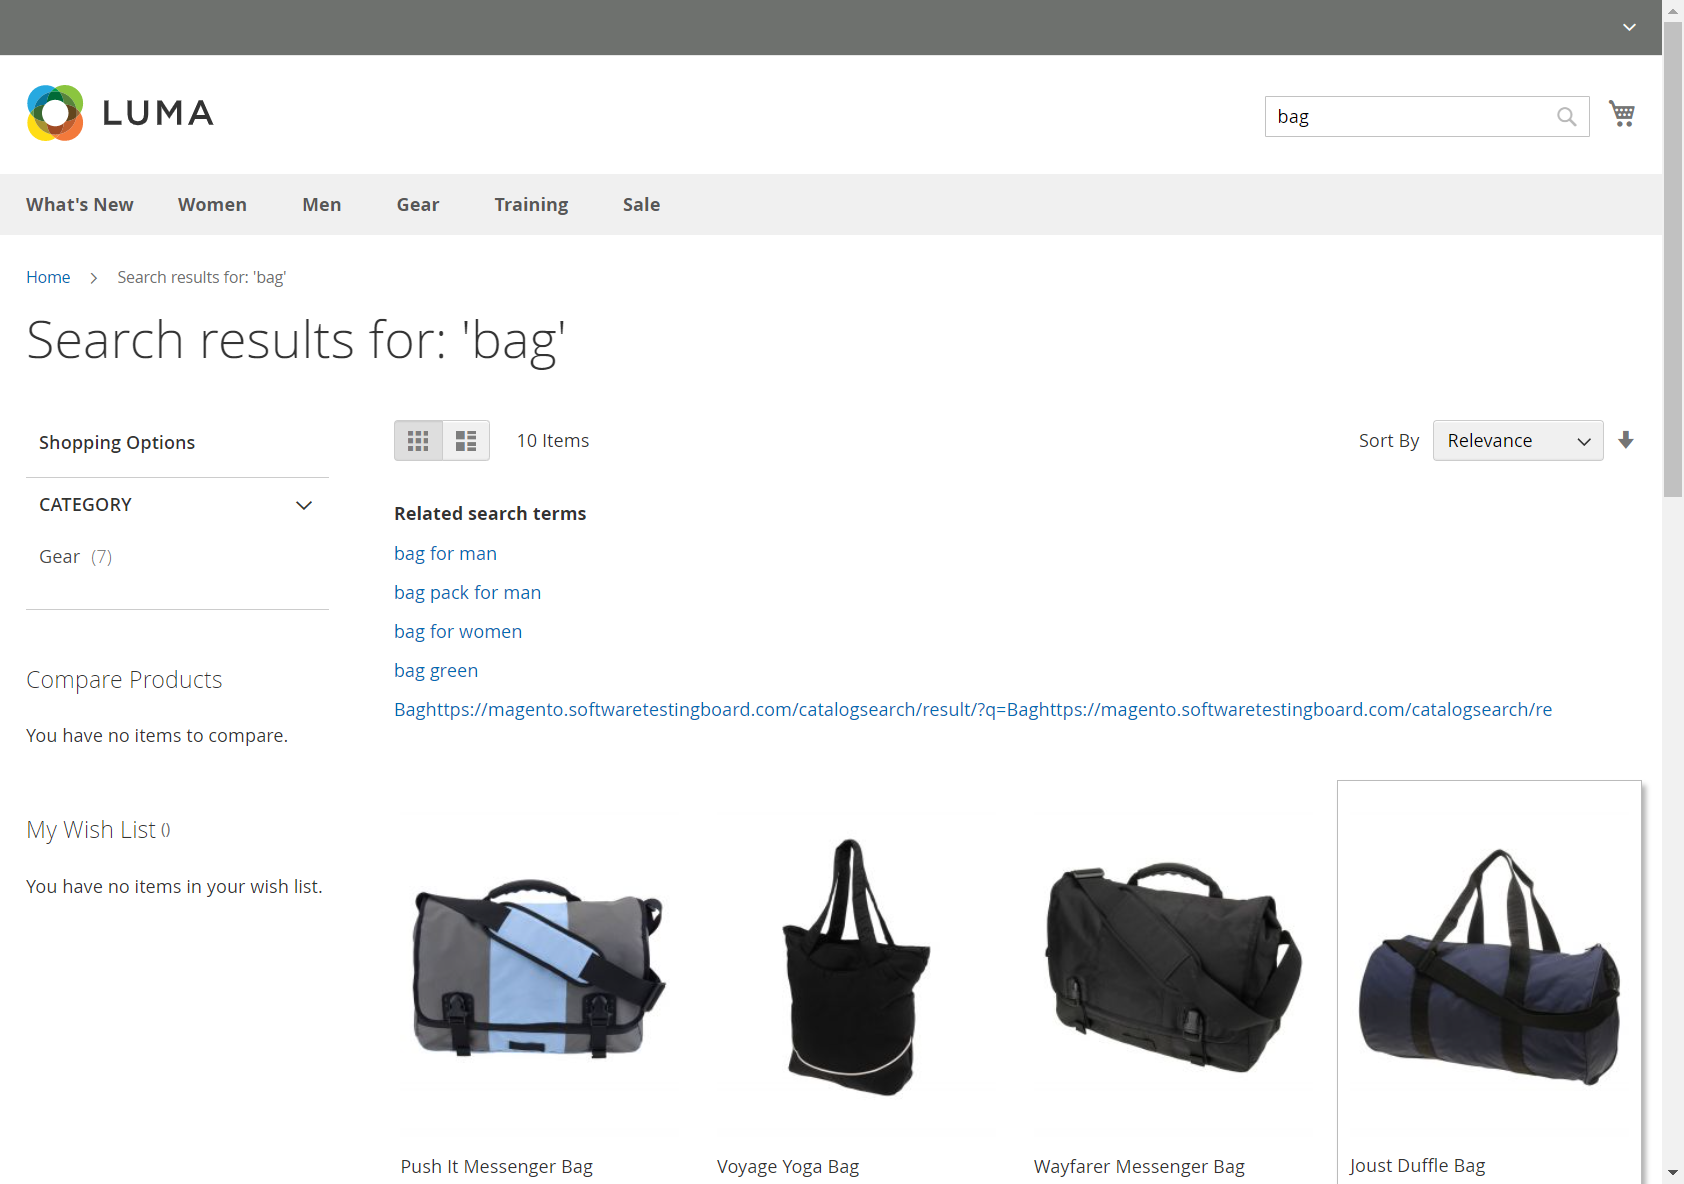 LUMA
bag
What's New Women Men Gear Training Sale
Home Search results for: 'bag'
Search results for: 'bag'
Shopping Options
CATEGORY
Gear (7)
Compare Products
You have no items to compare.
My Wish List ()
You have no items in your wish list.
10 Items
Sort By Relevance
Related search terms
bag for man
bag pack for man
bag for women
bag green
Baghttps://magento.softwaretestingboard.com/catalogsearch/result/?q=Baghttps://magento.softwaretestingboard.com/catalogsearch/re
Push It Messenger Bag
Voyage Yoga Bag
Wayfarer Messenger Bag
Joust Duffle Bag